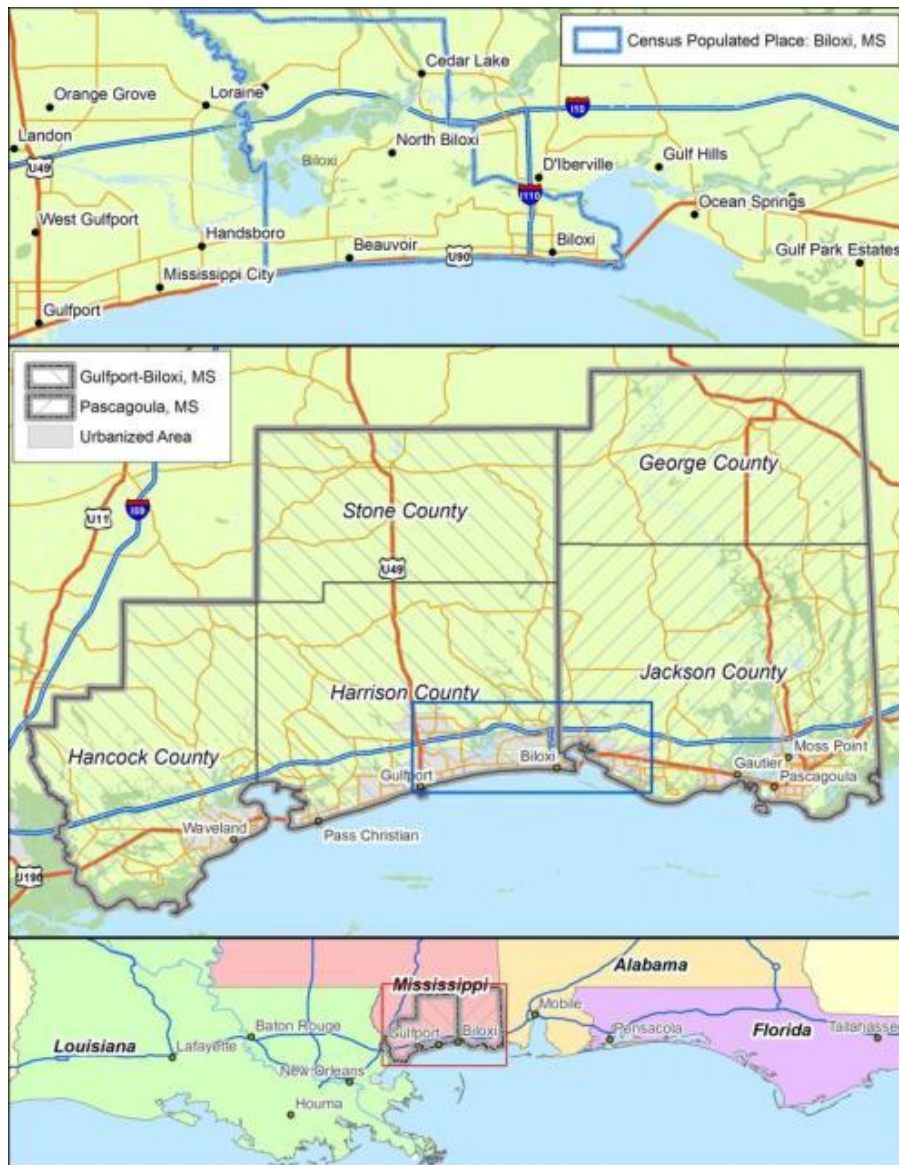 Census Populated Place: Biloxi, MS
Cedar Lake
Orange Grove
Loraine
I10
Landon
North Biloxi
U49
Biloxi
D'Iberville
Gulf Hills
I110
Ocean Springs
West Gulfport
Handsboro
Beauvoir
U90
Biloxi
Gulf Park Estates
Mississippi City
Gulfport
Gulfport-Biloxi, MS
Pascagoula, MS
Urbanized Area
George County
Stone County
I59
U11
U49
Jackson County
Harrison County
Hancock County
Biloxi
Moss Point
Gautier
Gulfport
Pascagoula
Waveland
Pass Christian
U190
Mississippi
Alabama
Mobile
Baton Rouge
Gulfport
Biloxi
Pensacola
Florida
Tallahassee
Louisiana
Lafayette
New Orleans
Houma